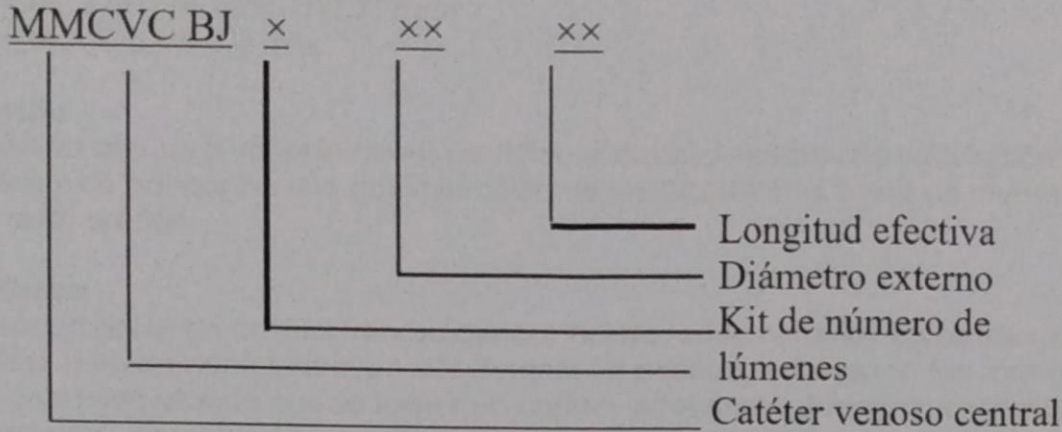 MMCVC BJ × ×× ××
Longitud efectiva
Diámetro externo
Kit de número de
lúmenes
Catéter venoso central